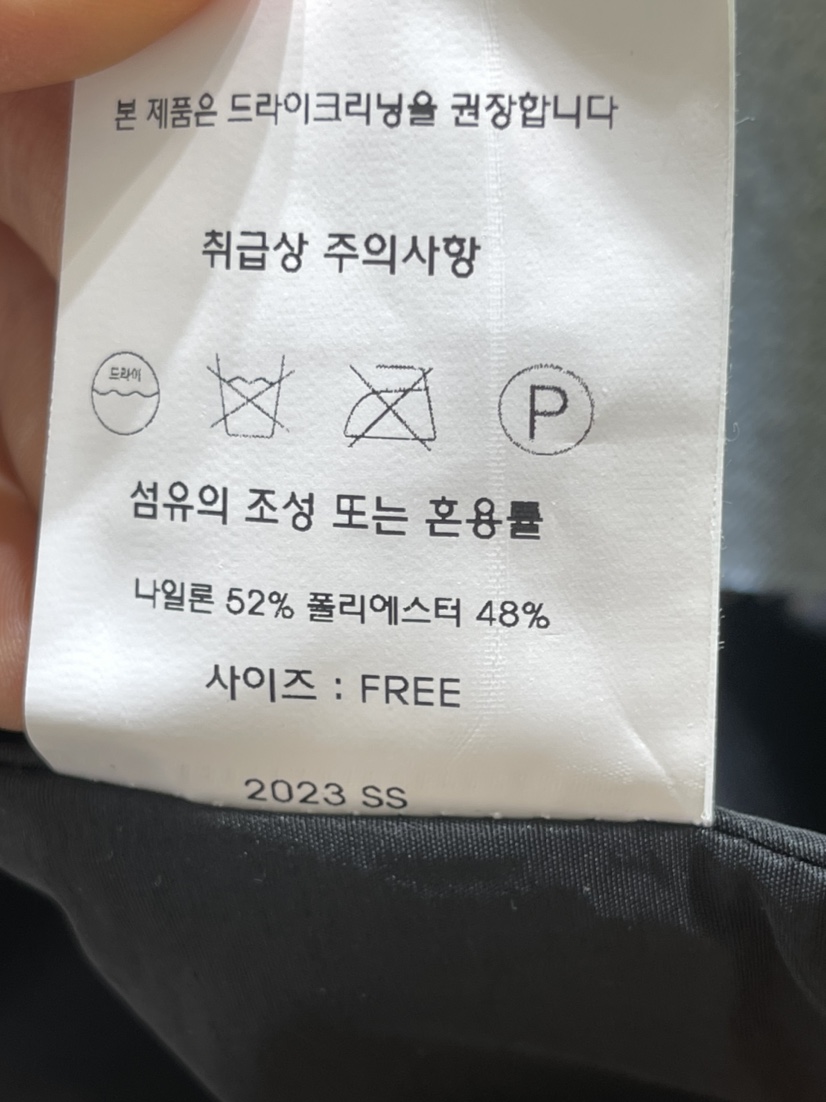 본 제품은 드라이크리닝을 권장합니다
취급상 주의사항
드라이
P
섬유의 조성 또는 혼용률
나일론 52% 폴리에스터 48%
사이즈 : FREE
2023 SS